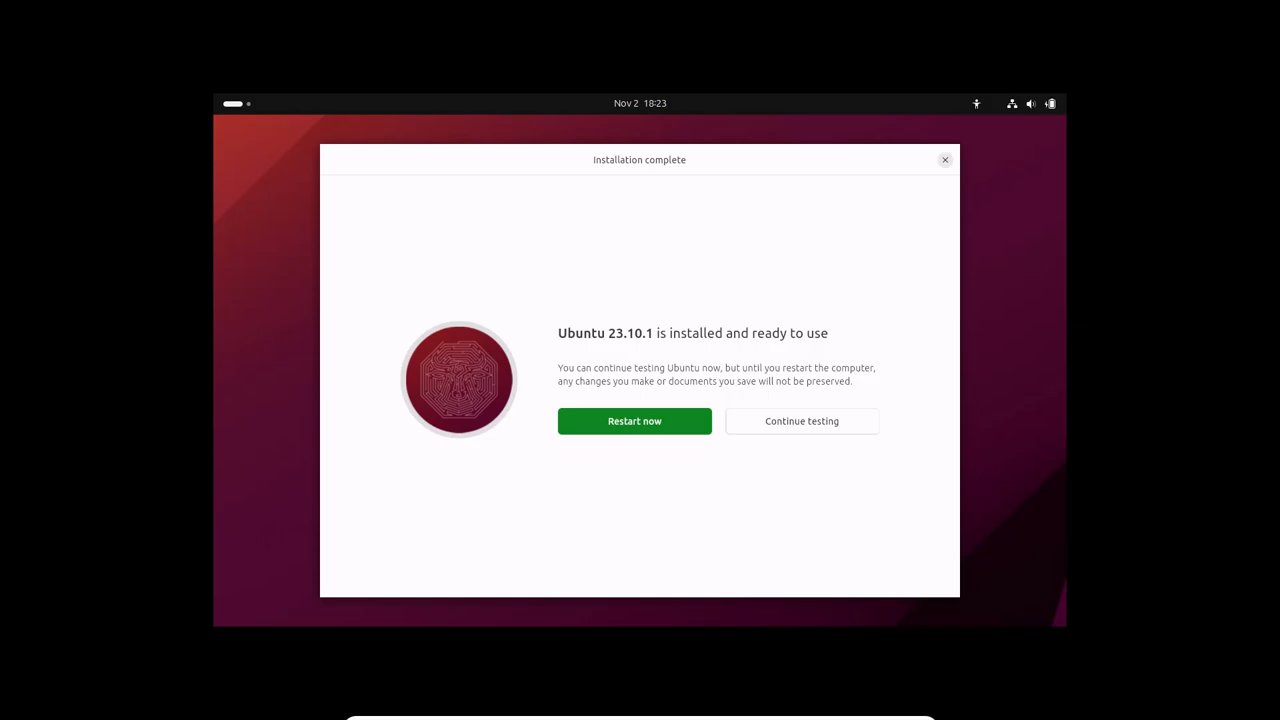 Nov 2 18:23
Installation complete
Ubuntu 23.10.1 is installed and ready to use
You can continue testing Ubuntu now, but until you restart the computer,
any changes you make or documents you save will not be preserved.
Restart now
Continue testing